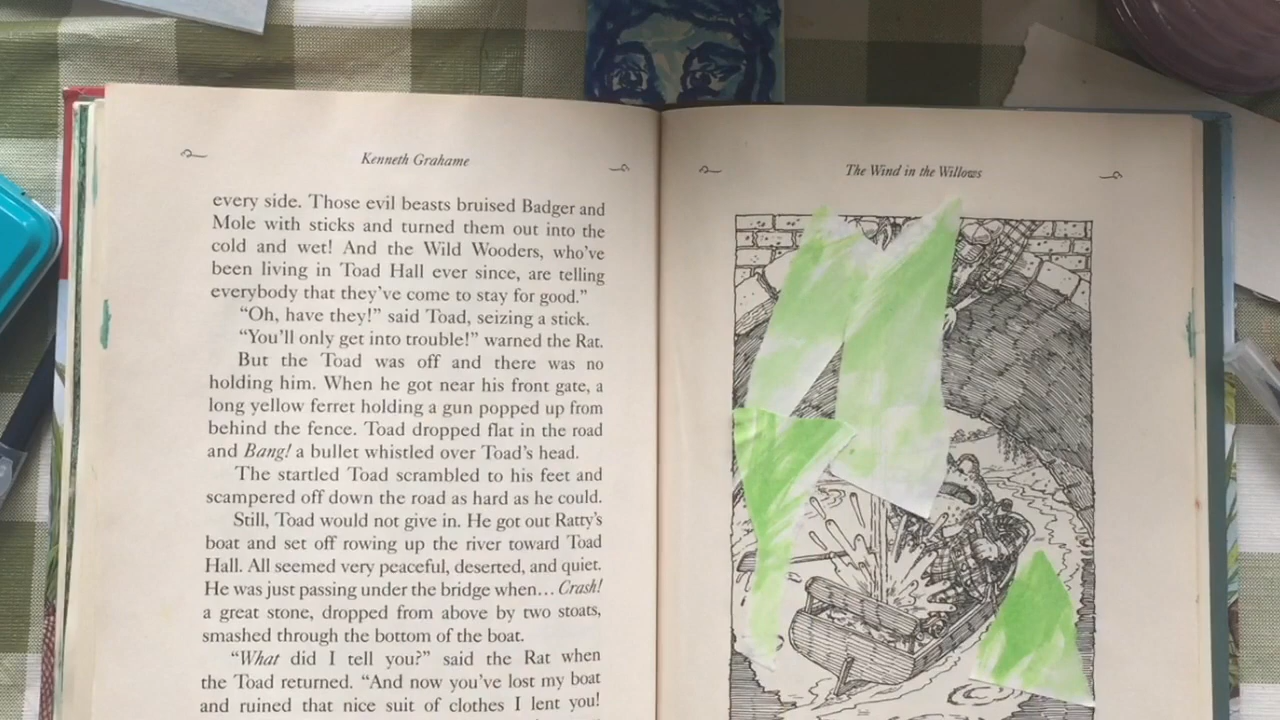 Kenneth Grahame
every side. Those evil beasts bruised Badger and
Mole with sticks and turned them out into the
cold and wet! And the Wild Wooders, who've
been living in Toad Hall ever since, are telling
everybody that they've come to stay for good."
"Oh, have they!" said Toad, seizing a stick.
"You'll only get into trouble!" warned the Rat.
But the Toad was off and there was no
holding him. When he got near his front gate, a
long yellow ferret holding a gun popped up from
behind the fence. Toad dropped flat in the road
and Bang! a bullet whistled over Toad's head.
The startled Toad scrambled to his feet and
scampered off down the road as hard as he could.
Still, Toad would not give in. He got out Ratty's
boat and set off rowing up the river toward Toad
Hall. All seemed very peaceful, deserted, and quiet.
He was just passing under the bridge when... Crash!
a great stone, dropped from above by two stoats,
smashed through the bottom of the boat.
"What did I tell you?" said the Rat when
the Toad returned. "And now you've lost my boat
and ruined that nice suit of clothes I lent you!
The Wind in the Willows